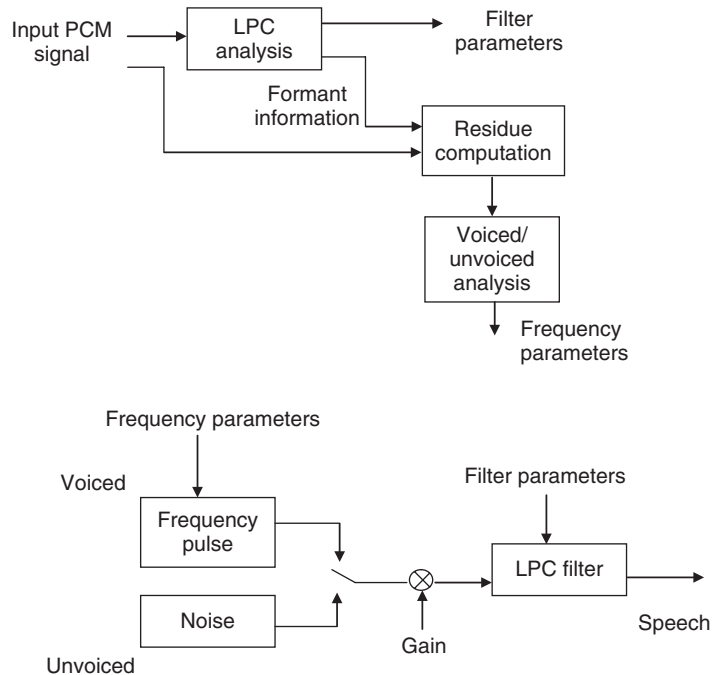 Input PCM
signal
LPC
analysis
Filter
parameters
Formant
information
Residue
computation
Voiced/
unvoiced
analysis
Frequency
parameters
Frequency parameters
Voiced
Frequency
pulse
Filter parameters
LPC filter
Noise
Gain
Speech
Unvoiced